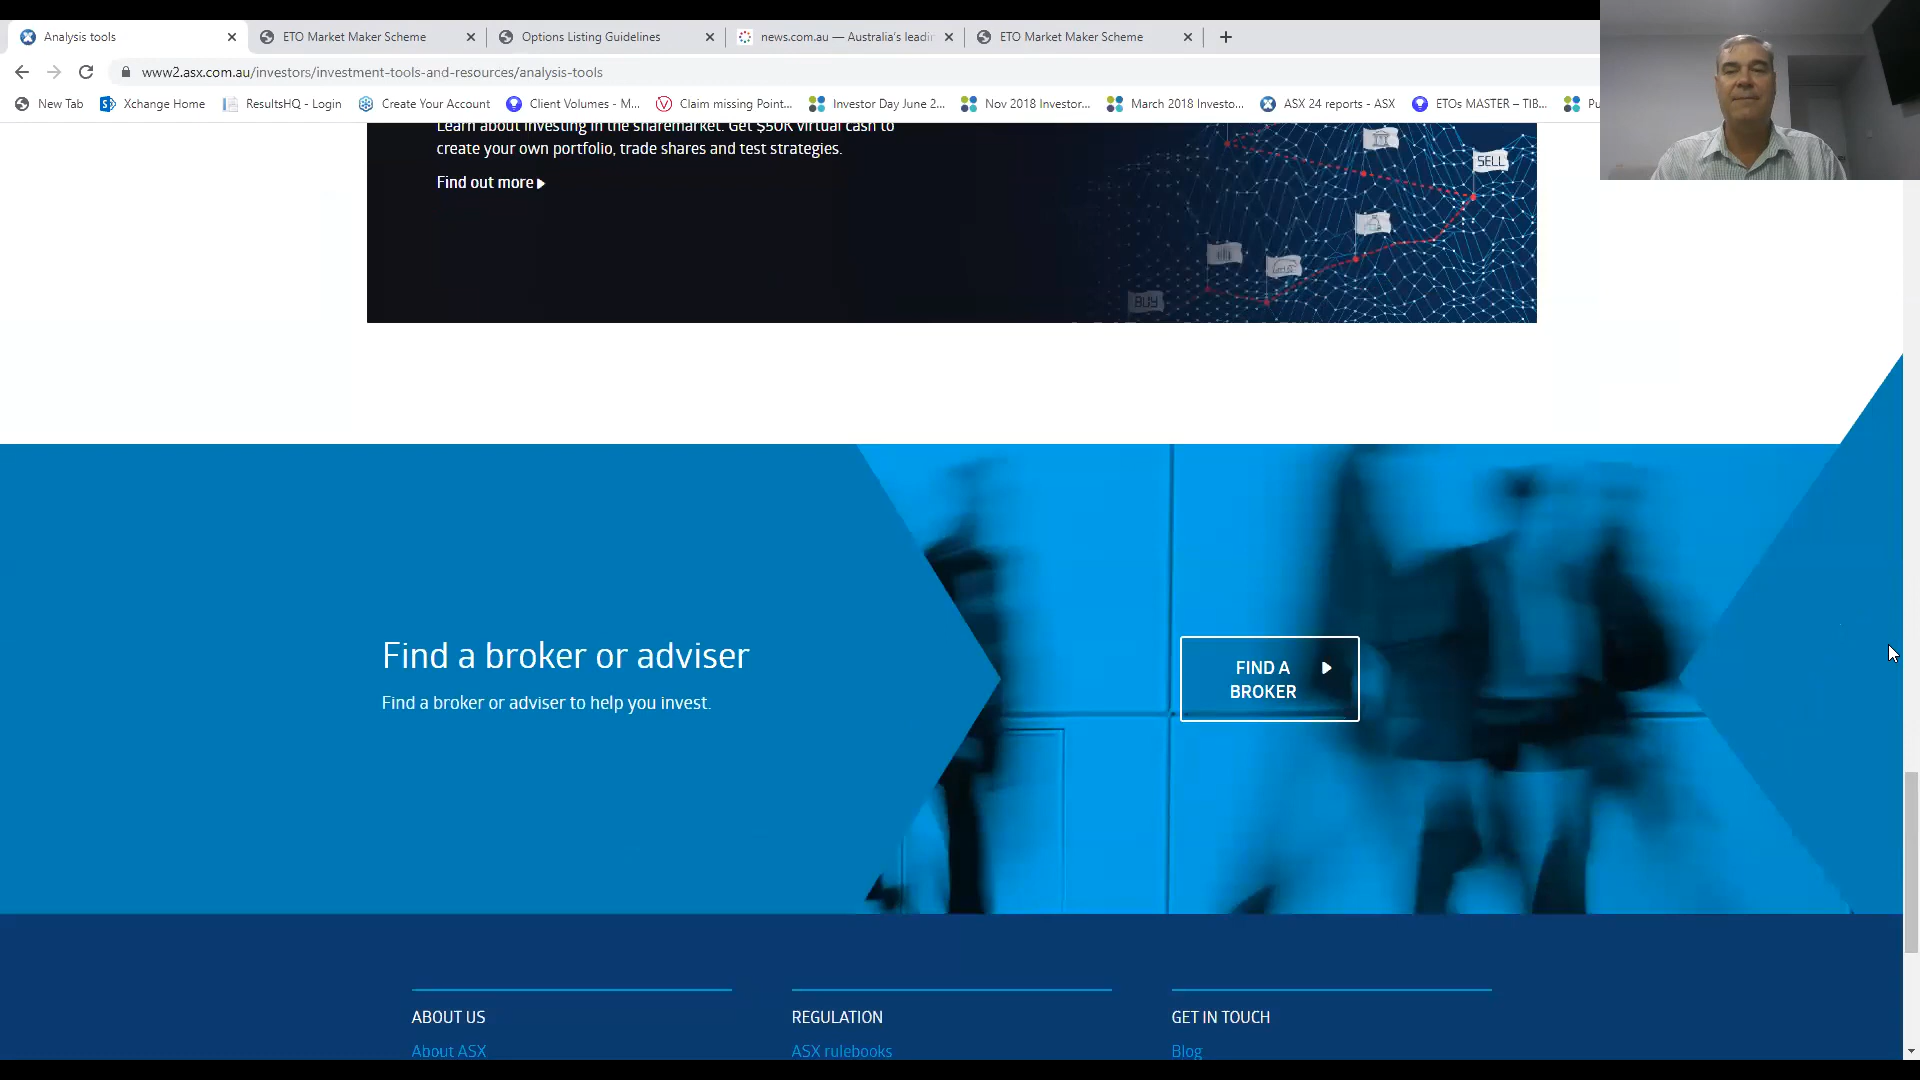 Analysis tools
ETO Market Maker Scheme
Options Listing Guidelines
news.com.au — Australia's leadin
ETO Market Maker Scheme
www2.asx.com.au/investors/investment-tools-and-resources/analysis-tools
New Tab
Xchange Home
ResultsHQ - Login
Create Your Account
Client Volumes - M...
Claim missing Point...
Investor Day June 2...
Nov 2018 Investor...
March 2018 Investo...
ASX 24 reports - ASX
ETOs MASTER – TIB...
Pu
Learn about investing in the sharemarket. Get $50K virtual cash to
create your own portfolio, trade shares and test strategies.
Find out more
SELL
BUY
Find a broker or adviser
Find a broker or adviser to help you invest.
FIND A
BROKER
ABOUT US
REGULATION
GET IN TOUCH
About ASX
ASX rulebooks
Blog